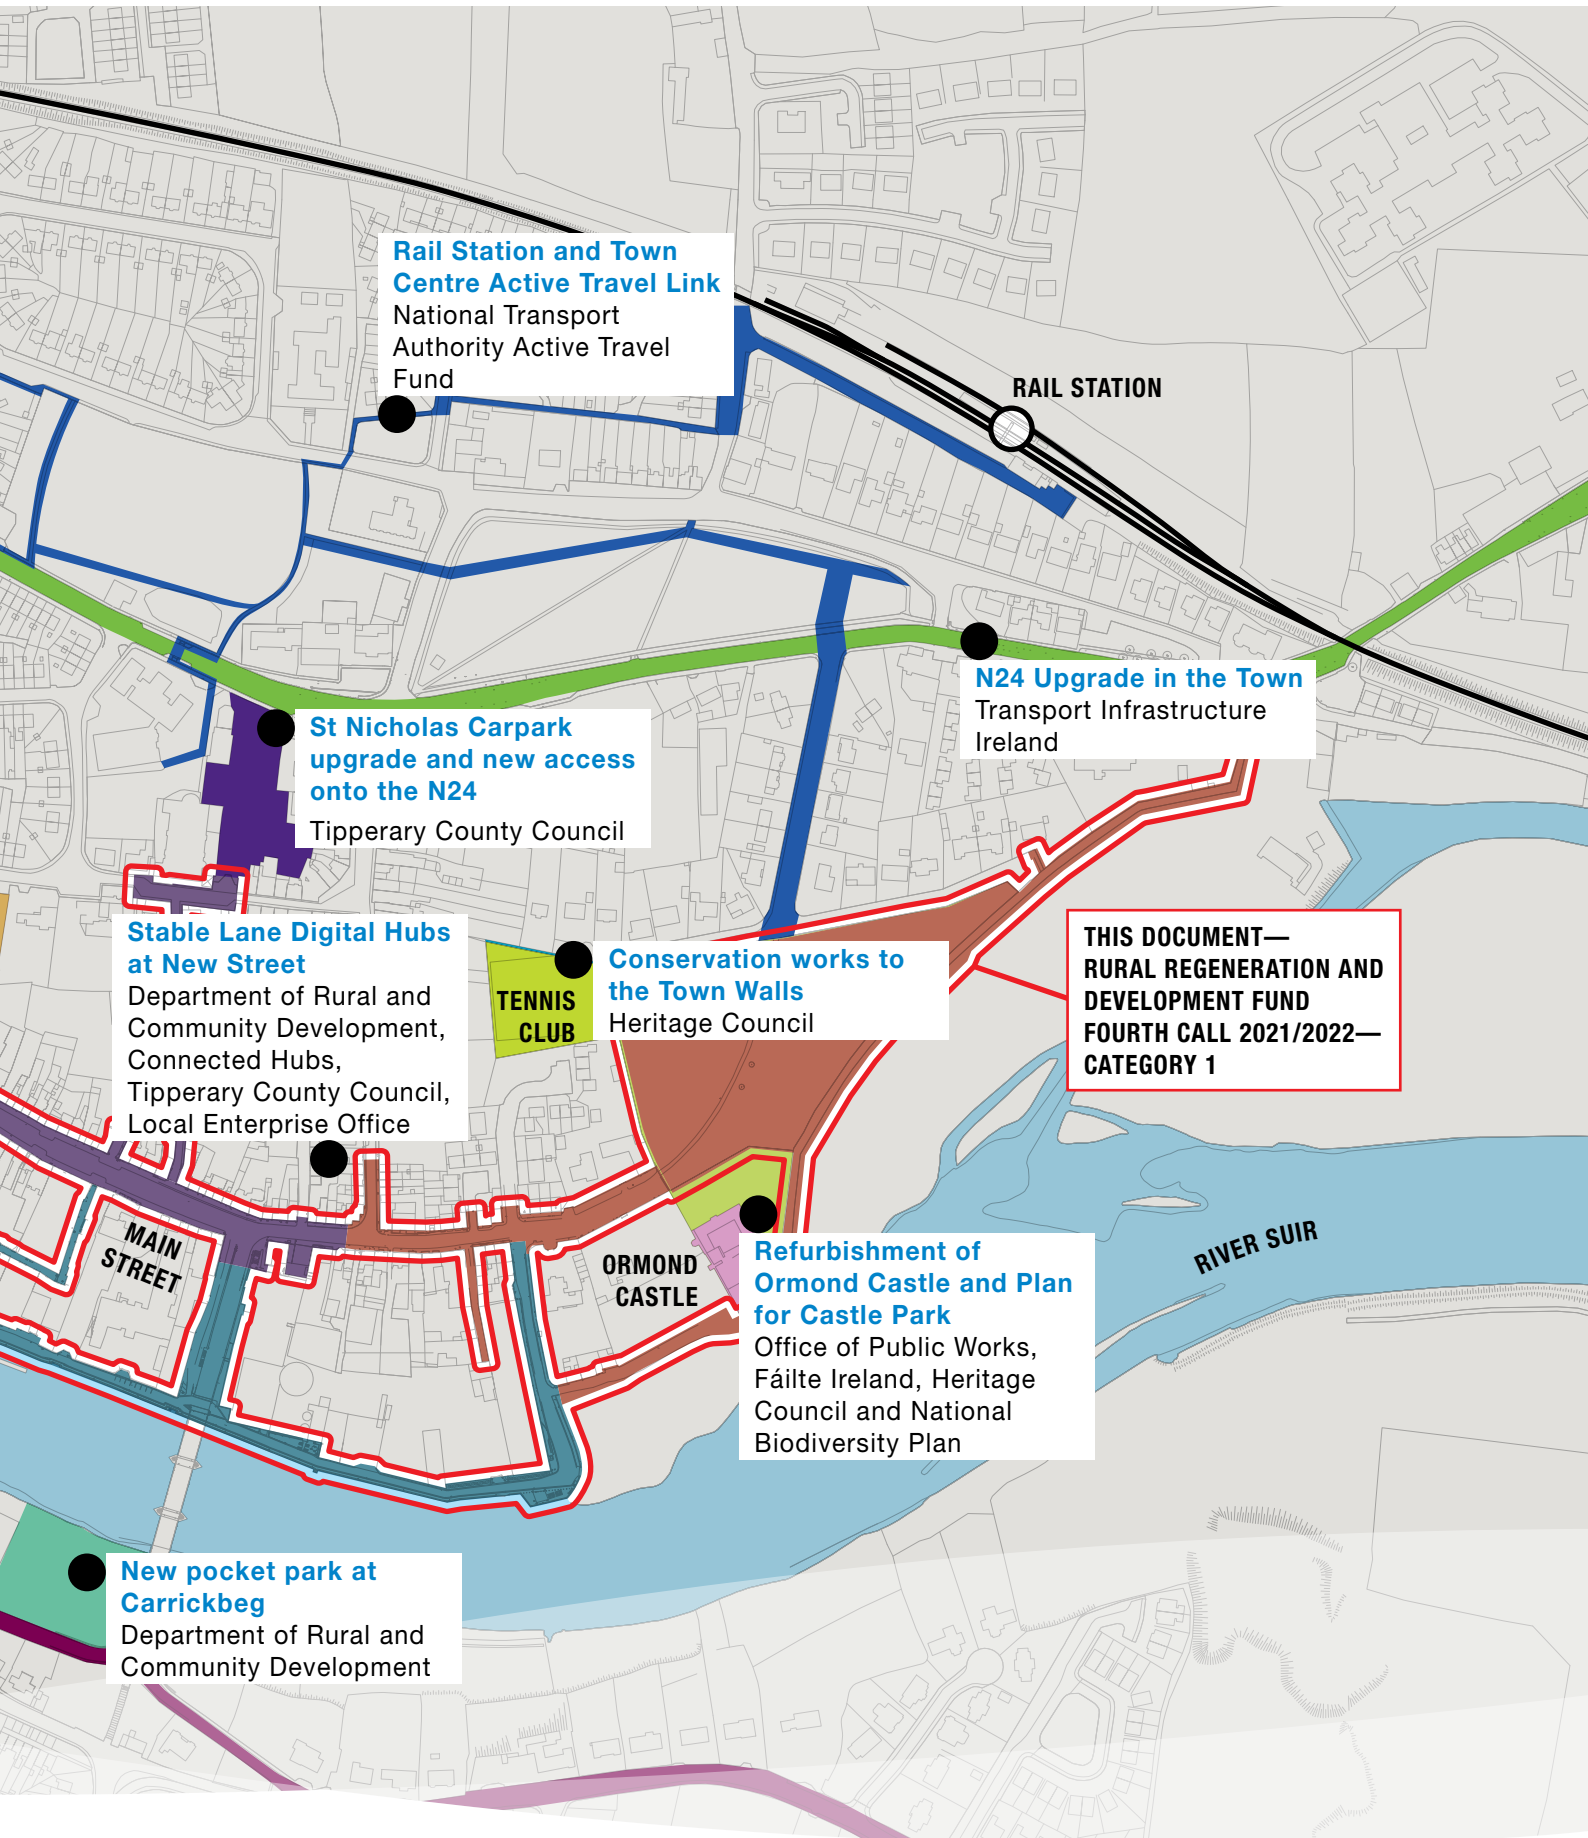 Rail Station and Town
Centre Active Travel Link
National Transport
Authority Active Travel
Fund
RAIL STATION
N24 Upgrade in the Town
Transport Infrastructure
Ireland
St Nicholas Carpark
upgrade and new access
onto the N24
Tipperary County Council
Stable Lane Digital Hubs
at New Street
Department of Rural and
Community Development,
Connected Hubs,
Tipperary County Council,
Local Enterprise Office
TENNIS
CLUB
Conservation works to
the Town Walls
Heritage Council
THIS DOCUMENT—
RURAL REGENERATION AND
DEVELOPMENT FUND
FOURTH CALL 2021/2022—
CATEGORY 1
MAIN
STREET
ORMOND
CASTLE
Refurbishment of
Ormond Castle and Plan
for Castle Park
Office of Public Works,
Fáilte Ireland, Heritage
Council and National
Biodiversity Plan
RIVER SUIR
New pocket park at
Carrickbeg
Department of Rural and
Community Development